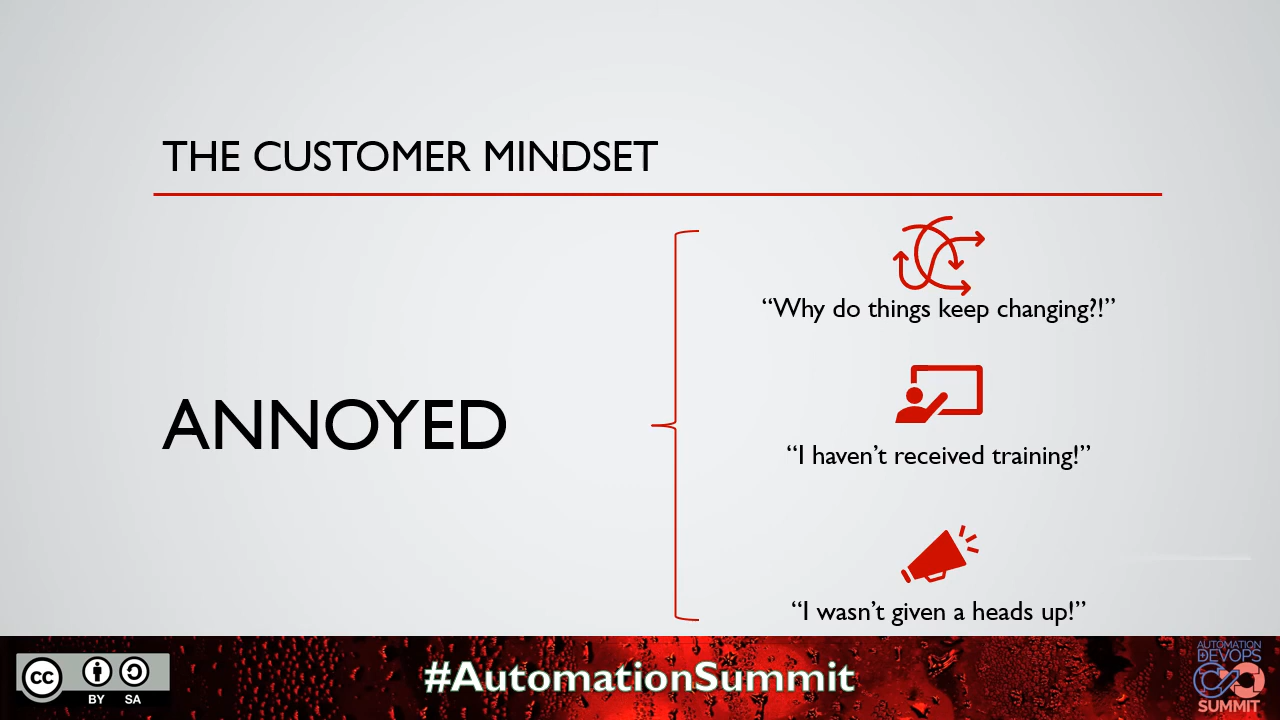 THE CUSTOMER MINDSET
ANNOYED
“Why do things keep changing?!”
“I haven’t received training!”
“I wasn’t given a heads up!”
cc
BY SA
#AutomationSummit
AUTOMATION
DEVOPS
SUMMIT